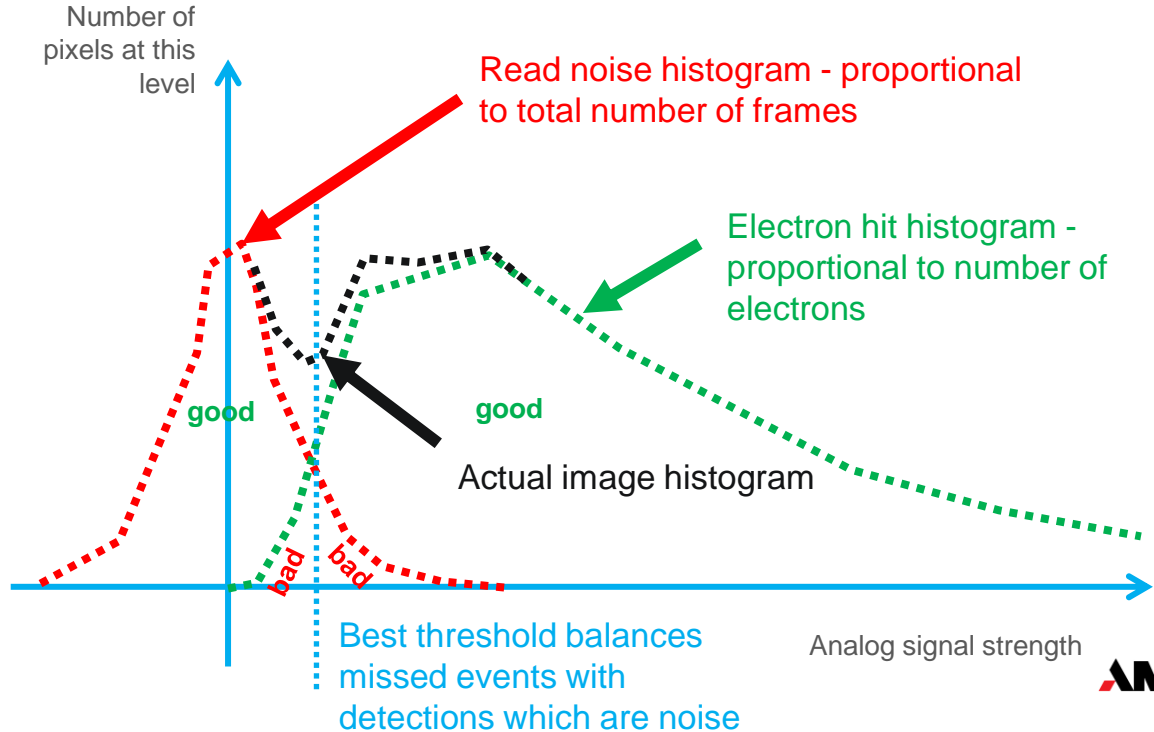 Number of
pixels at this
level
Read noise histogram - proportional
to total number of frames
Electron hit histogram -
proportional to number of
electrons
good
good
Actual image histogram
bad
bad
Best threshold balances
missed events with
detections which are noise
Analog signal strength